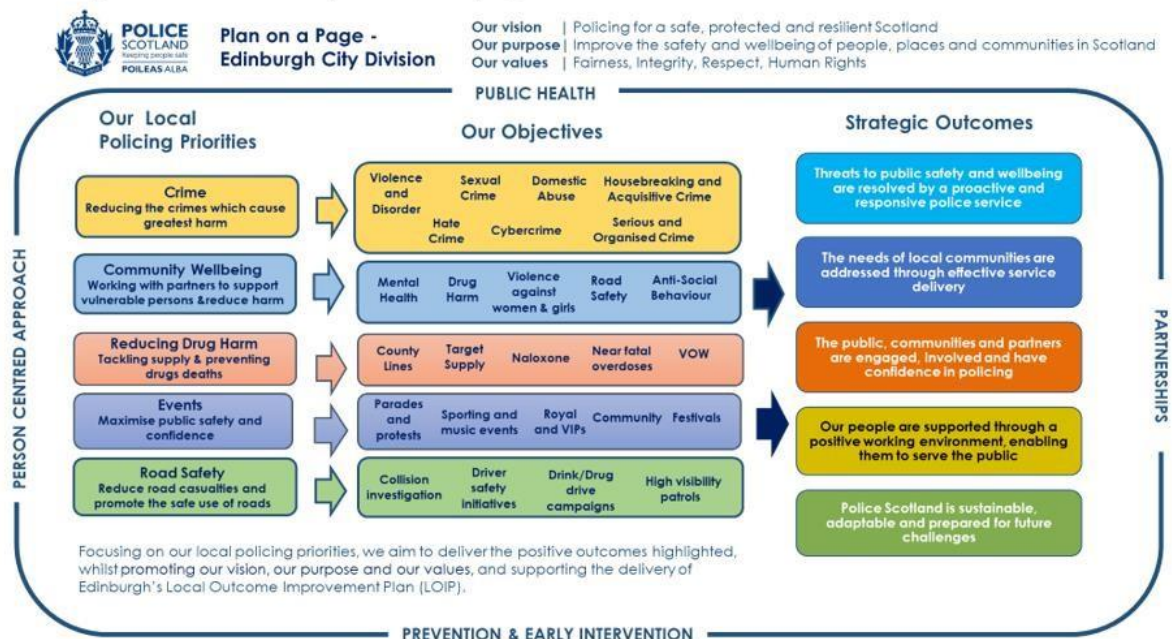 POLICE
SCOTLAND
Keeping people safe
POILEAS ALBA
Plan on a Page -
Edinburgh City Division
Our vision | Policing for a safe, protected and resilient Scotland
Our purpose | Improve the safety and wellbeing of people, places and communities in Scotland
Our values | Fairness, Integrity, Respect, Human Rights
PUBLIC HEALTH
PERSON CENTRED APPROACH
Our Local
Policing Priorities
Crime
Reducing the crimes which cause
greatest harm
Community Wellbeing
Working with partners to support
vulnerable persons &reduce harm
Reducing Drug Harm
Tackling supply & preventing
drugs deaths
Events
Maximise public safety and
confidence
Road Safety
Reduce road casualties and
promote the safe use of roads
Our Objectives
Violence
and
Disorder
Sexual
Crime
Domestic
Abuse
Housebreaking and
Acquisitive Crime
Hate
Crime
Cybercrime
Serious and
Organised Crime
Mental
Health
Drug
Harm
Violence
against
women & girls
Road
Safety
Anti-Social
Behaviour
County
Lines
Target
Supply
Naloxone
Near fatal
overdoses
VOW
Parades
and
protests
Sporting and
music events
Royal
and VIPs
Community
Festivals
Collision
investigation
Driver
safety
initiatives
Drink/Drug
drive
campaigns
High visibility
patrols
Strategic Outcomes
Threats to public safety and wellbeing
are resolved by a proactive and
responsive police service
The needs of local communities are
addressed through effective service
delivery
The public, communities and partners
are engaged, involved and have
confidence in policing
Our people are supported through a
positive working environment, enabling
them to serve the public
Police Scotland is sustainable,
adaptable and prepared for future
challenges
PARTNERSHIPS
Focusing on our local policing priorities, we aim to deliver the positive outcomes highlighted,
whilst promoting our vision, our purpose and our values, and supporting the delivery of
Edinburgh's Local Outcome Improvement Plan (LOIP).
PREVENTION & EARLY INTERVENTION